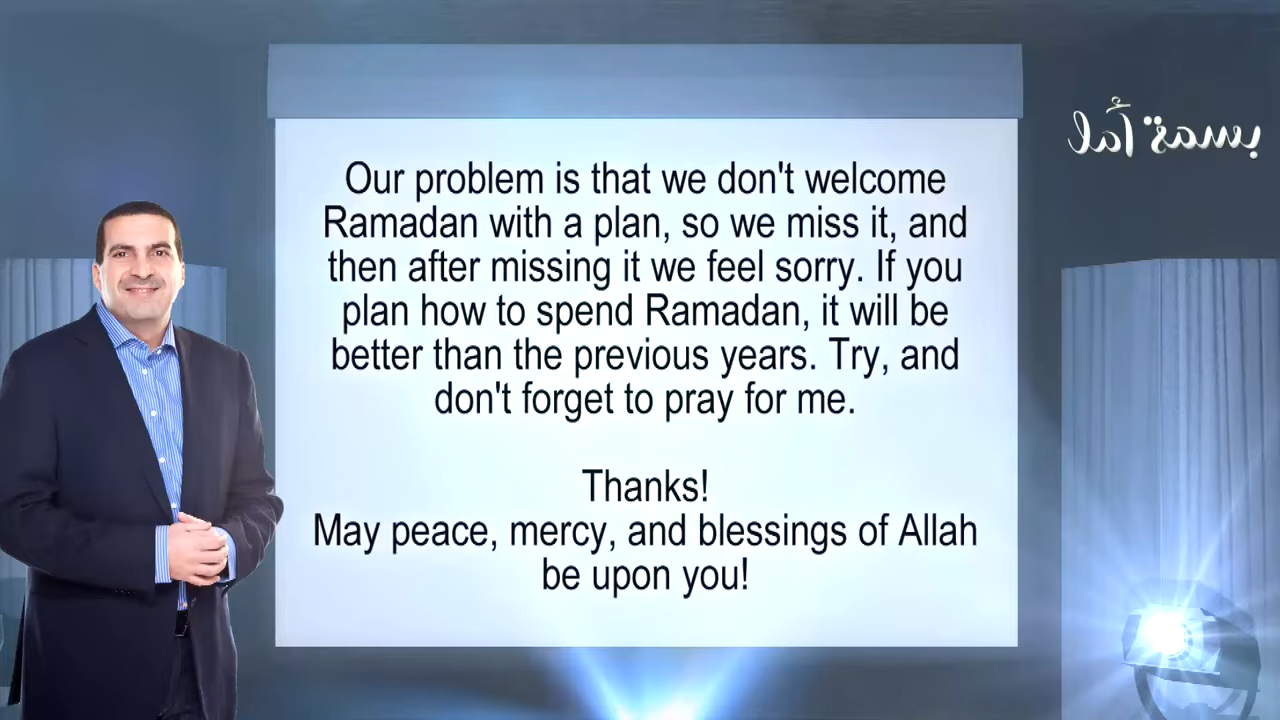 Our problem is that we don't welcome
Ramadan with a plan, so we miss it, and
then after missing it we feel sorry. If you
plan how to spend Ramadan, it will be
better than the previous years. Try, and
don't forget to pray for me.
Thanks!
May peace, mercy, and blessings of Allah
be upon you!